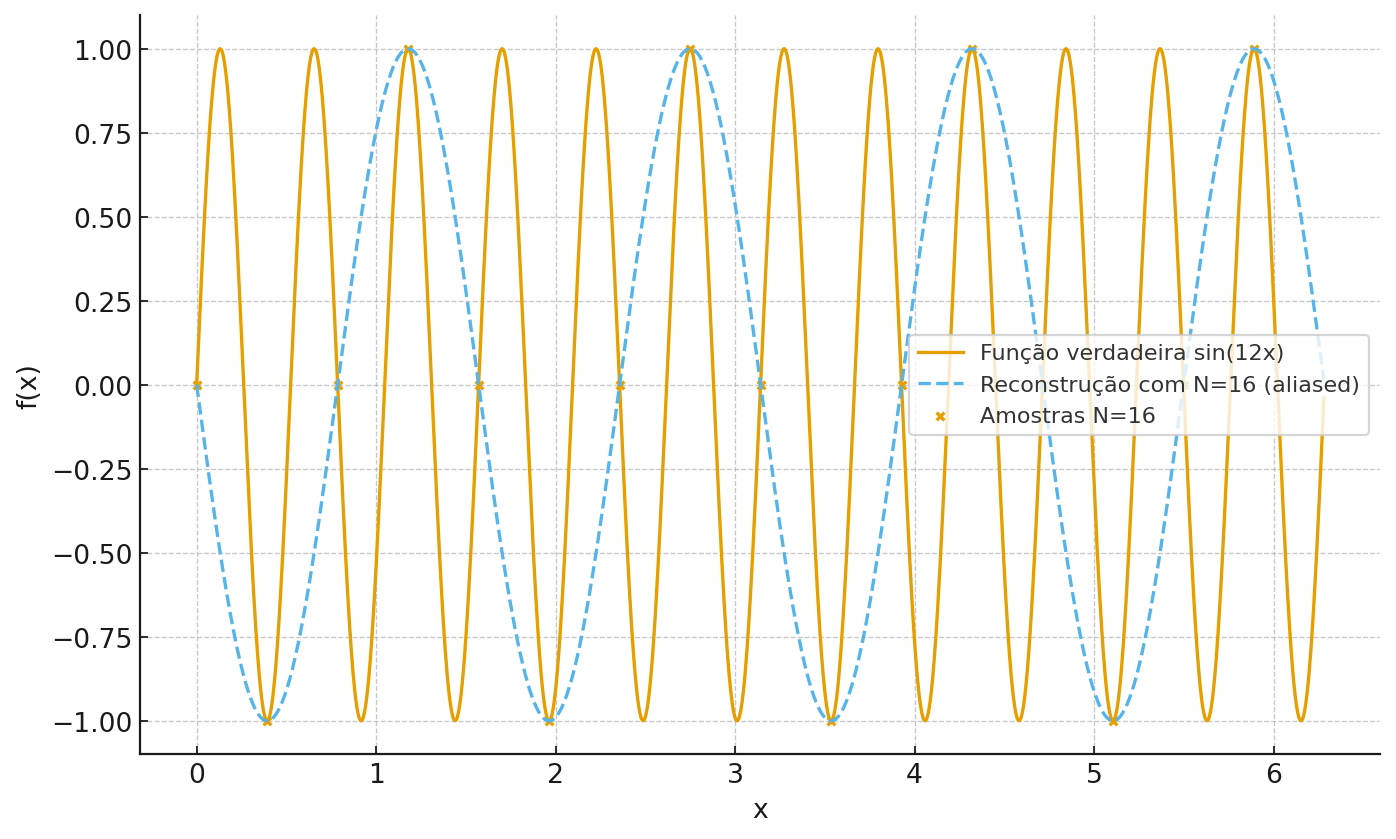 1.00
0.75
0.50
0.25
0.00
−0.25
−0.50
−0.75
−1.00
f(x)
Função verdadeira sin(12x)
Reconstrução com N=16 (aliased)
Amostras N=16
0 1 2 3 4 5 6
x